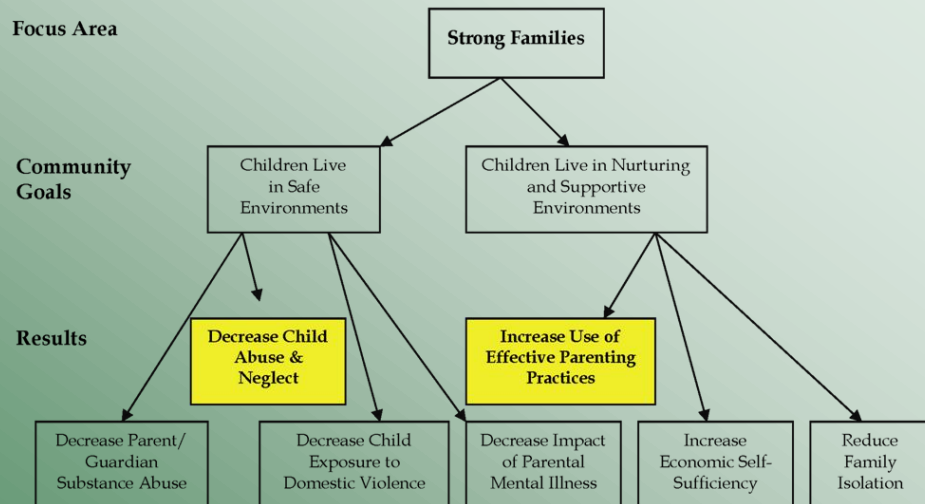 Focus Area
Strong Families
Community
Goals
Children Live
in Safe
Environments
Children Live in Nurturing
and Supportive
Environments
Results
Decrease Child
Abuse &
Neglect
Increase Use of
Effective Parenting
Practices
Decrease Parent/
Guardian
Substance Abuse
Decrease Child
Exposure to
Domestic Violence
Decrease Impact
of Parental
Mental Illness
Increase
Economic Self-
Sufficiency
Reduce
Family
Isolation